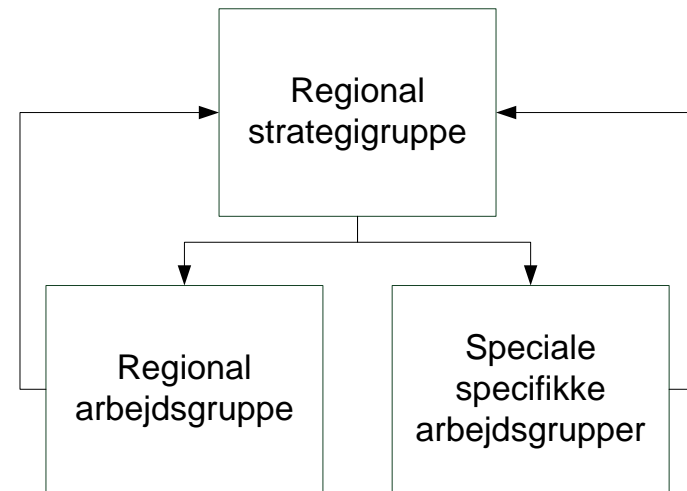 Regional
strategigruppe
Regional
arbejdsgruppe
Speciale
specifikke
arbejdsgrupper